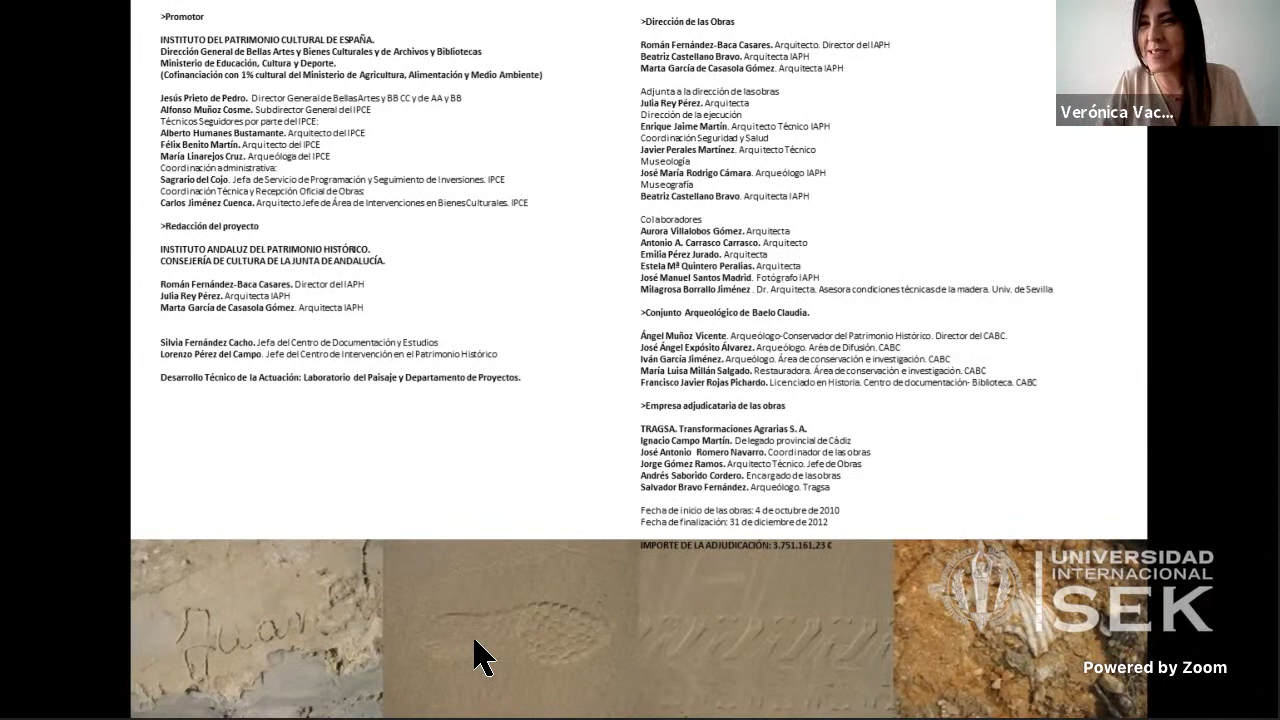 >Promotor
INSTITUTO DEL PATRIMONIO CULTURAL DE ESPAÑA.
Dirección General de Bellas Artes y Bienes Culturales y de Archivos y Bibliotecas
Ministerio de Educación, Cultura y Deporte.
(Cofinanciación con 1% cultural del Ministerio de Agricultura, Alimentación y Medio Ambiente)
Jesús Prieto de Pedro. Director General de Bellas Artes y BB CC y de AA y BB
Alfonso Muñoz Cosme. Subdirector General del IPCE
Técnicos Seguidores por parte del IPCE:
Alberto Humanes Bustamante. Arquitecto del IPCE
Félix Benito Martín. Arquitecto del IPCE
María Linarejos Cruz. Arqueóloga del IPCE
Coordinación administrativa:
Sagrario del Cojo. Jefa de Servicio de Programación y Seguimiento de Inversiones. IPCE
Coordinación Técnica y Recepción Oficial de Obras:
Carlos Jiménez Cuenca. Arquitecto Jefe de Área de Intervenciones en Bienes Culturales. IPCE
>Redacción del proyecto
INSTITUTO ANDALUZ DEL PATRIMONIO HISTÓRICO.
CONSEJERÍA DE CULTURA DE LA JUNTA DE ANDALUCÍA.
Román Fernández-Baca Casares. Director del IAPH
Julia Rey Pérez. Arquitecta IAPH
Marta García de Casasola Gómez. Arquitecta IAPH
Silvia Fernández Cacho. Jefa del Centro de Documentación y Estudios
Lorenzo Pérez del Campo. Jefe del Centro de Intervención en el Patrimonio Histórico
Desarrollo Técnico de la Actuación: Laboratorio del Paisaje y Departamento de Proyectos.
>Dirección de las Obras
Román Fernández-Baca Casares. Arquitecto. Director del IAPH
Beatriz Castellano Bravo. Arquitecta IAPH
Marta García de Casasola Gómez. Arquitecta IAPH
Adjunta a la dirección de las obras
Julia Rey Pérez. Arquitecta
Dirección de la ejecución
Enrique Jaime Martín. Arquitecto Técnico IAPH
Coordinación Seguridad y Salud
Javier Perales Martínez. Arquitecto Técnico
Museología
José María Rodrigo Cámara. Arqueólogo IAPH
Museografía
Beatriz Castellano Bravo. Arquitecta IAPH
Colaboradores
Aurora Villalobos Gómez. Arquitecta
Antonio A. Carrasco Carrasco. Arquitecto
Emilia Pérez Jurado. Arquitecta
Estela Mª Quintero Peralias. Arquitecta
José Manuel Santos Madrid. Fotógrafo IAPH
Milagrosa Borrallo Jiménez . Dr. Arquitecta. Asesora condiciones técnicas de la madera. Univ. de Sevilla
>Conjunto Arqueológico de Baelo Claudia.
Ángel Muñoz Vicente. Arqueólogo-Conservador del Patrimonio Histórico. Director del CABC.
José Ángel Expósito Álvarez. Arqueólogo. Aréa de Difusión. CABC
Iván García Jiménez. Arqueólogo. Área de conservación e investigación. CABC
María Luisa Millán Salgado. Restauradora. Área de conservación e investigación. CABC
Francisco Javier Rojas Pichardo. Licenciado en Historia. Centro de documentación- Biblioteca. CABC
>Empresa adjudicataria de las obras
TRAGSA. Transformaciones Agrarias S. A.
Ignacio Campo Martín. Delegado provincial de Cádiz
José Antonio Romero Navarro. Coordinador de las obras
Jorge Gómez Ramos. Arquitecto Técnico. Jefe de Obras
Andrés Saborido Cordero. Encargado de las obras
Salvador Bravo Fernández. Arqueólogo. Tragsa
Fecha de inicio de las obras: 4 de octubre de 2010
Fecha de finalización: 31 de diciembre de 2012
IMPORTE DE LA ADJUDICACIÓN: 3.751.161,23 €
Verónica Vac...
Juan
UNIVERSIDAD
INTERNACIONAL
SEK
Powered by Zoom